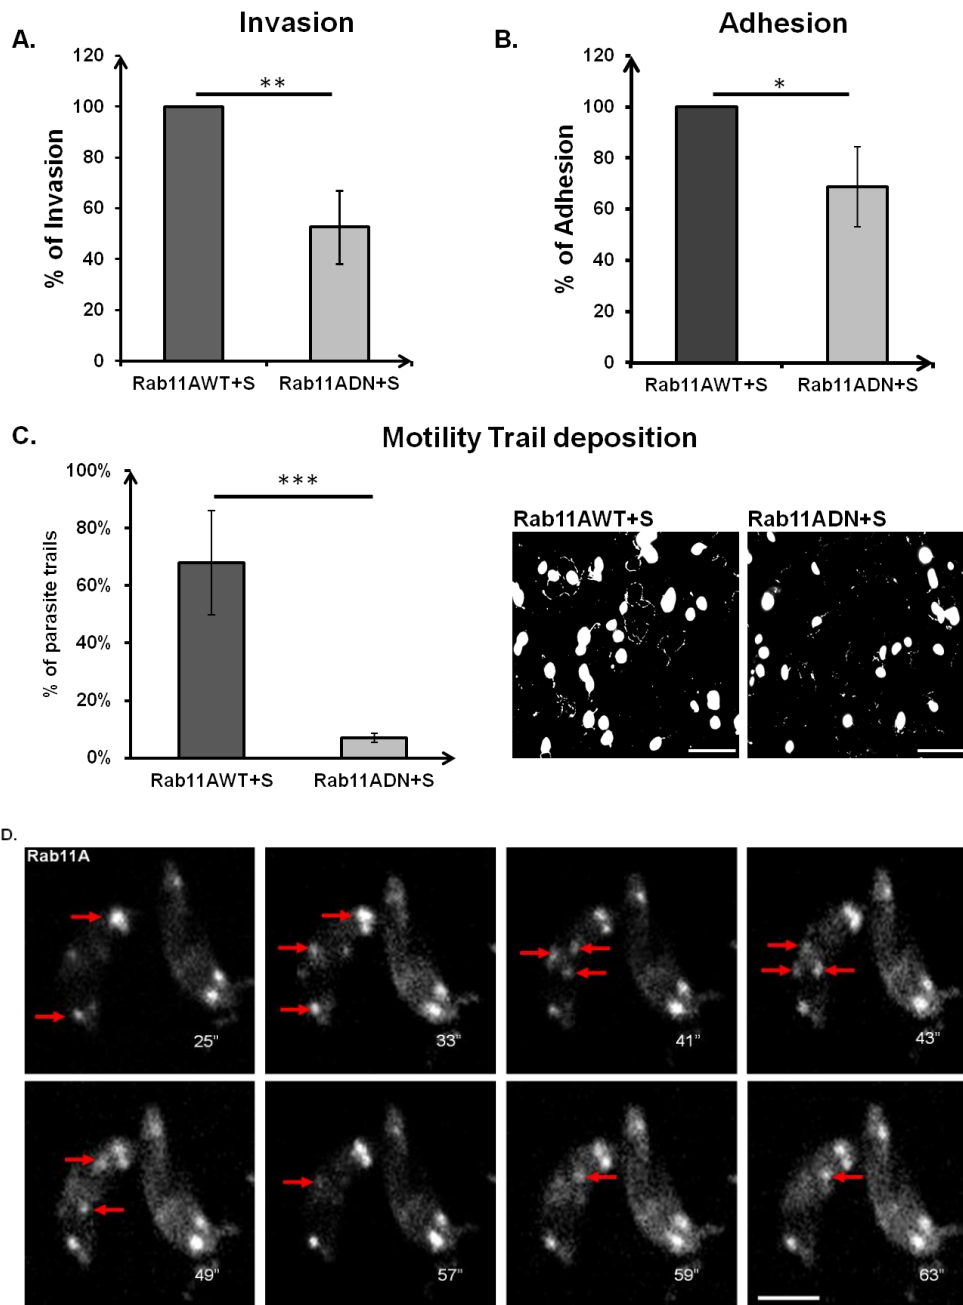 A.
Invasion
% of Invasion
120
100
80
60
40
20
0
**
Rab11AWT+S Rab11ADN+S
B.
Adhesion
% of Adhesion
120
100
80
60
40
20
0
*
Rab11AWT+S Rab11ADN+S
C.
Motility Trail deposition
% of parasite trails
100%
80%
60%
40%
20%
0%
***
Rab11AWT+S Rab11ADN+S
Rab11AWT+S Rab11ADN+S
D.
Rab11A
25” 33” 41” 43”
49” 57” 59” 63”